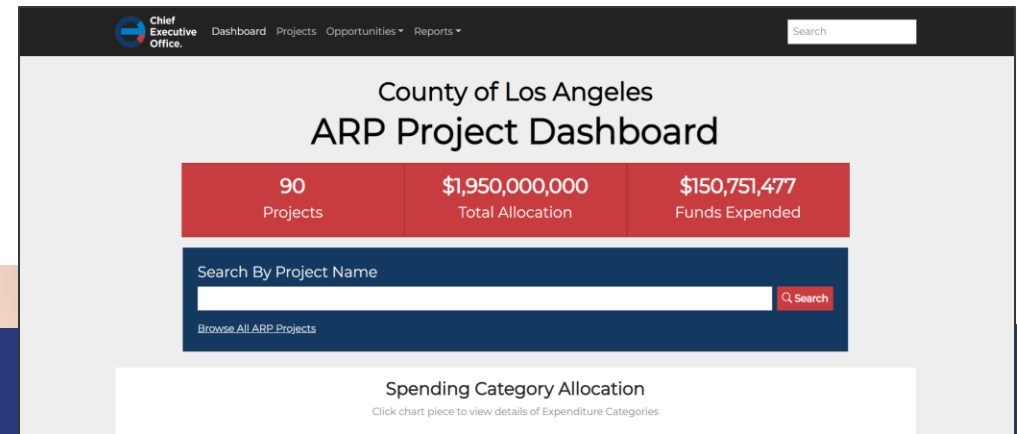 Chief
Executive
Office.
Dashboard Projects Opportunities Reports
Search
County of Los Angeles
ARP Project Dashboard
90
Projects
$1,950,000,000
Total Allocation
$150,751,477
Funds Expended
Search By Project Name
Search
Browse All ARP Projects
Spending Category Allocation
Click chart piece to view details of Expenditure Categories